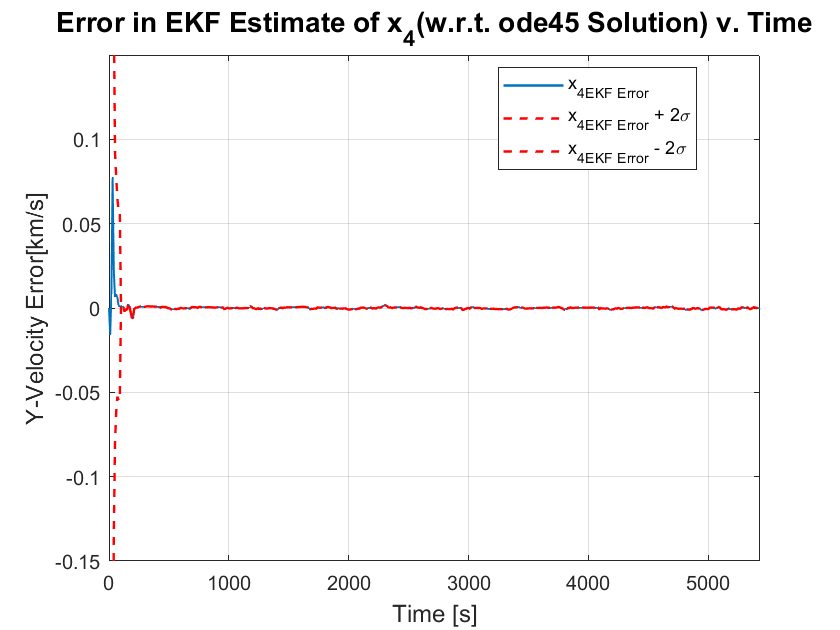 Error in EKF Estimate of x₄(w.r.t. ode45 Solution) v. Time
x₄EKF Error
x₄EKF Error + 2σ
x₄EKF Error - 2σ
Y-Velocity Error[km/s]
0.1
0.05
0
-0.05
-0.1
-0.15
0 1000 2000 3000 4000 5000
Time [s]